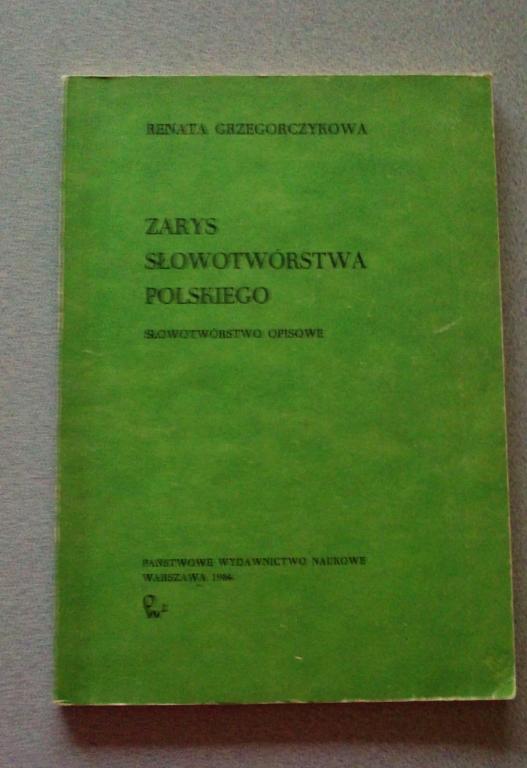 RENATA GRZEGORCZYKOWA
ZARYS
SŁOWOTWÓRSTWA
POLSKIEGO
SŁOWOTWÓRSTWO OPISOWE
PAŃSTWOWE WYDAWNICTWO NAUKOWE
WARSZAWA 1984